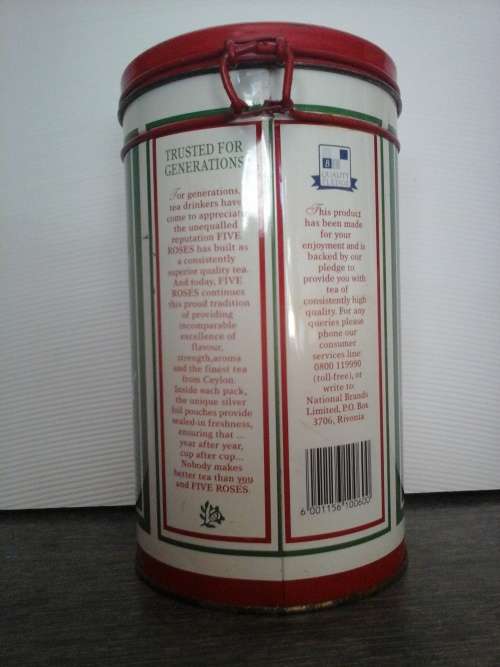 TRUSTED FOR
GENERATIONS
For generations,
tea drinkers have
come to appreciate
the unequalled
reputation FIVE
ROSES has built as
a consistently
superior quality tea.
And today, FIVE
ROSES continues
this proud tradition
of providing
incomparable
excellence of
flavour,
strength,aroma
and the finest tea
from Ceylon.
Inside each pack,
the unique silver
foil pouches provide
sealed-in freshness,
ensuring that ...
year after year,
cup after cup...
Nobody makes
better tea than you
and FIVE ROSES.
B
QUALITY
PLEDGE
This product
has been made
for your
enjoyment and is
backed by our
pledge to
provide you with
tea of
consistently high
quality. For any
queries please
phone our
consumer
services line
0800 119990
(toll-free), or
write to:
National Brands
Limited, P.O. Box
3706, Rivonia
6 001156 100600